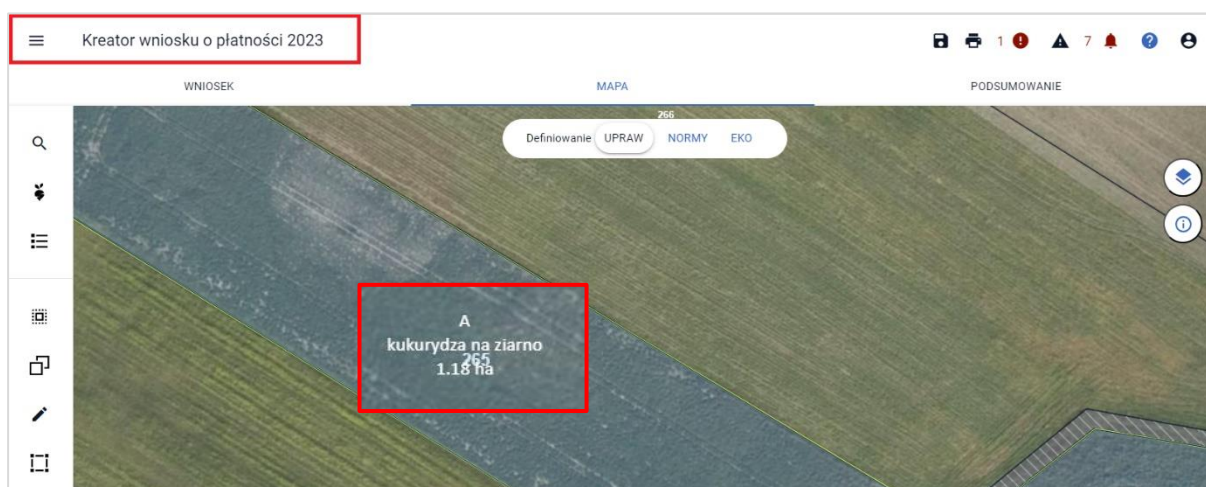 Kreator wniosku o płatności 2023
1
7
WNIOSEK
MAPA
PODSUMOWANIE
266
Definiowanie UPRAW NORMY EKO
A
kukurydza na ziarno
265
1.18 ha